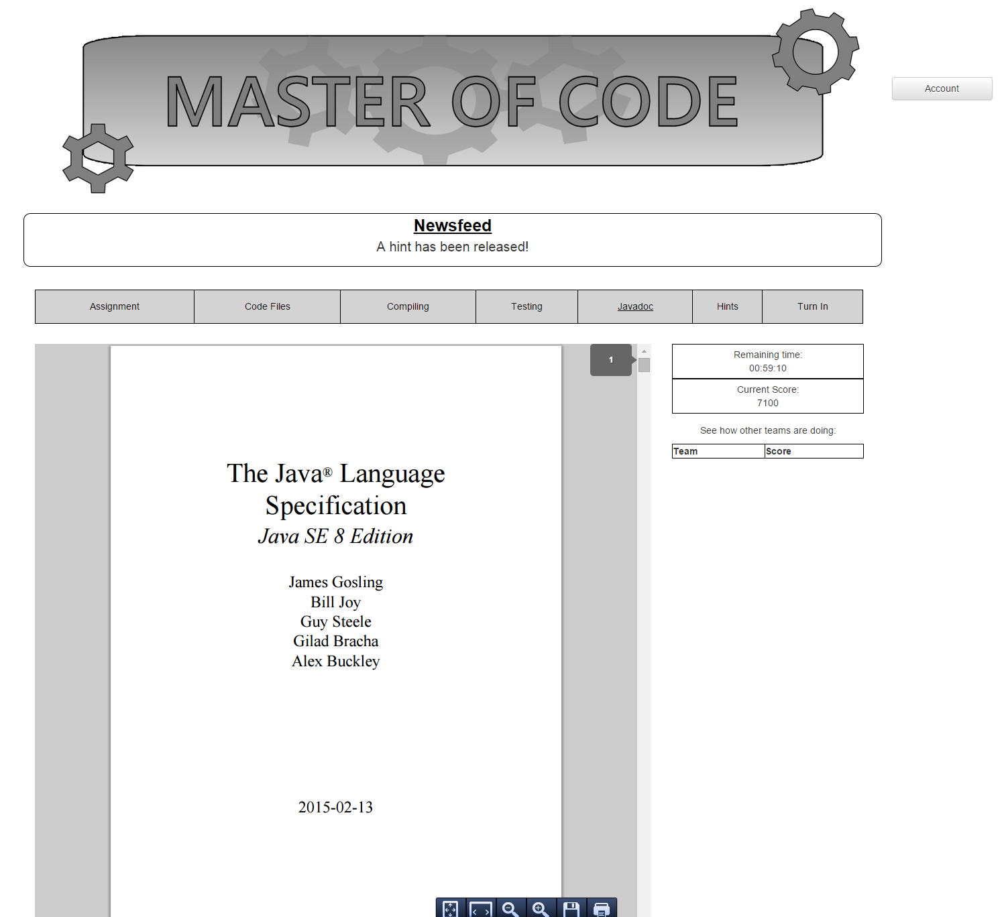 MASTER OF CODE
Account
Newsfeed
A hint has been released!
Assignment
Code Files
Compiling
Testing
Javadoc
Hints
Turn In
1
The Java® Language
Specification
Java SE 8 Edition
James Gosling
Bill Joy
Guy Steele
Gilad Bracha
Alex Buckley
2015-02-13
Remaining time:
00:59:10
Current Score:
7100
See how other teams are doing:
Team
Score